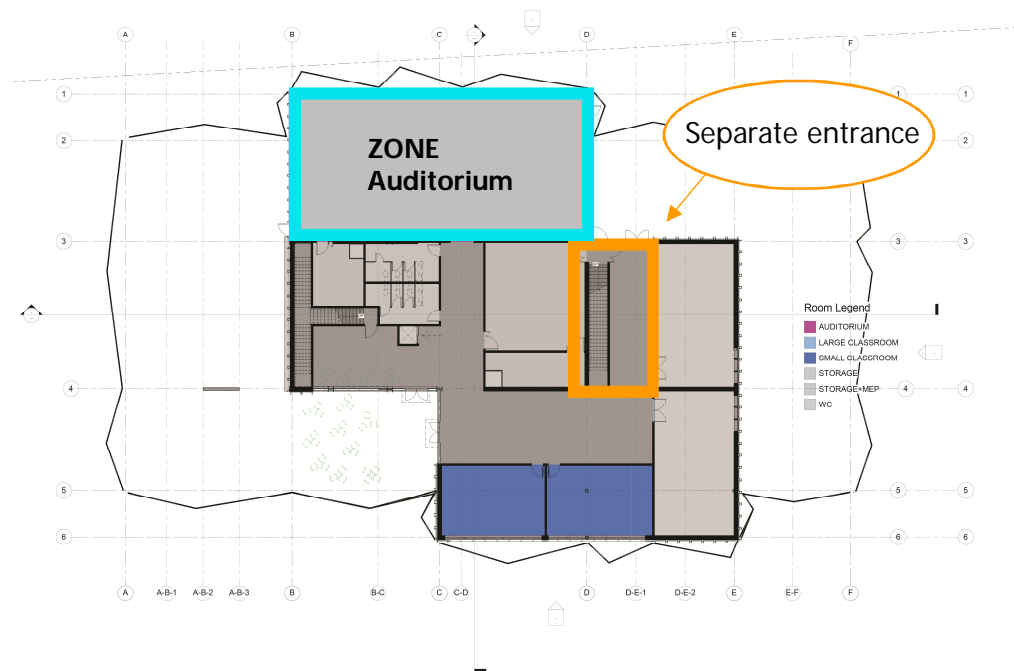 A
B
C
D
E
F
1
1
1
2
2
2
ZONE
Auditorium
Separate entrance
3
3
3
Room Legend
AUDITORIUM
LARGE CLASSROOM
SMALL CLASSROOM
STORAGE
STORAGE+MEP
WC
4
4
4
5
5
5
6
6
6
A
A-B-1
A-B-2
A-B-3
B
B-C
C
C-D
D
D-E-1
D-E-2
E
E-F
F